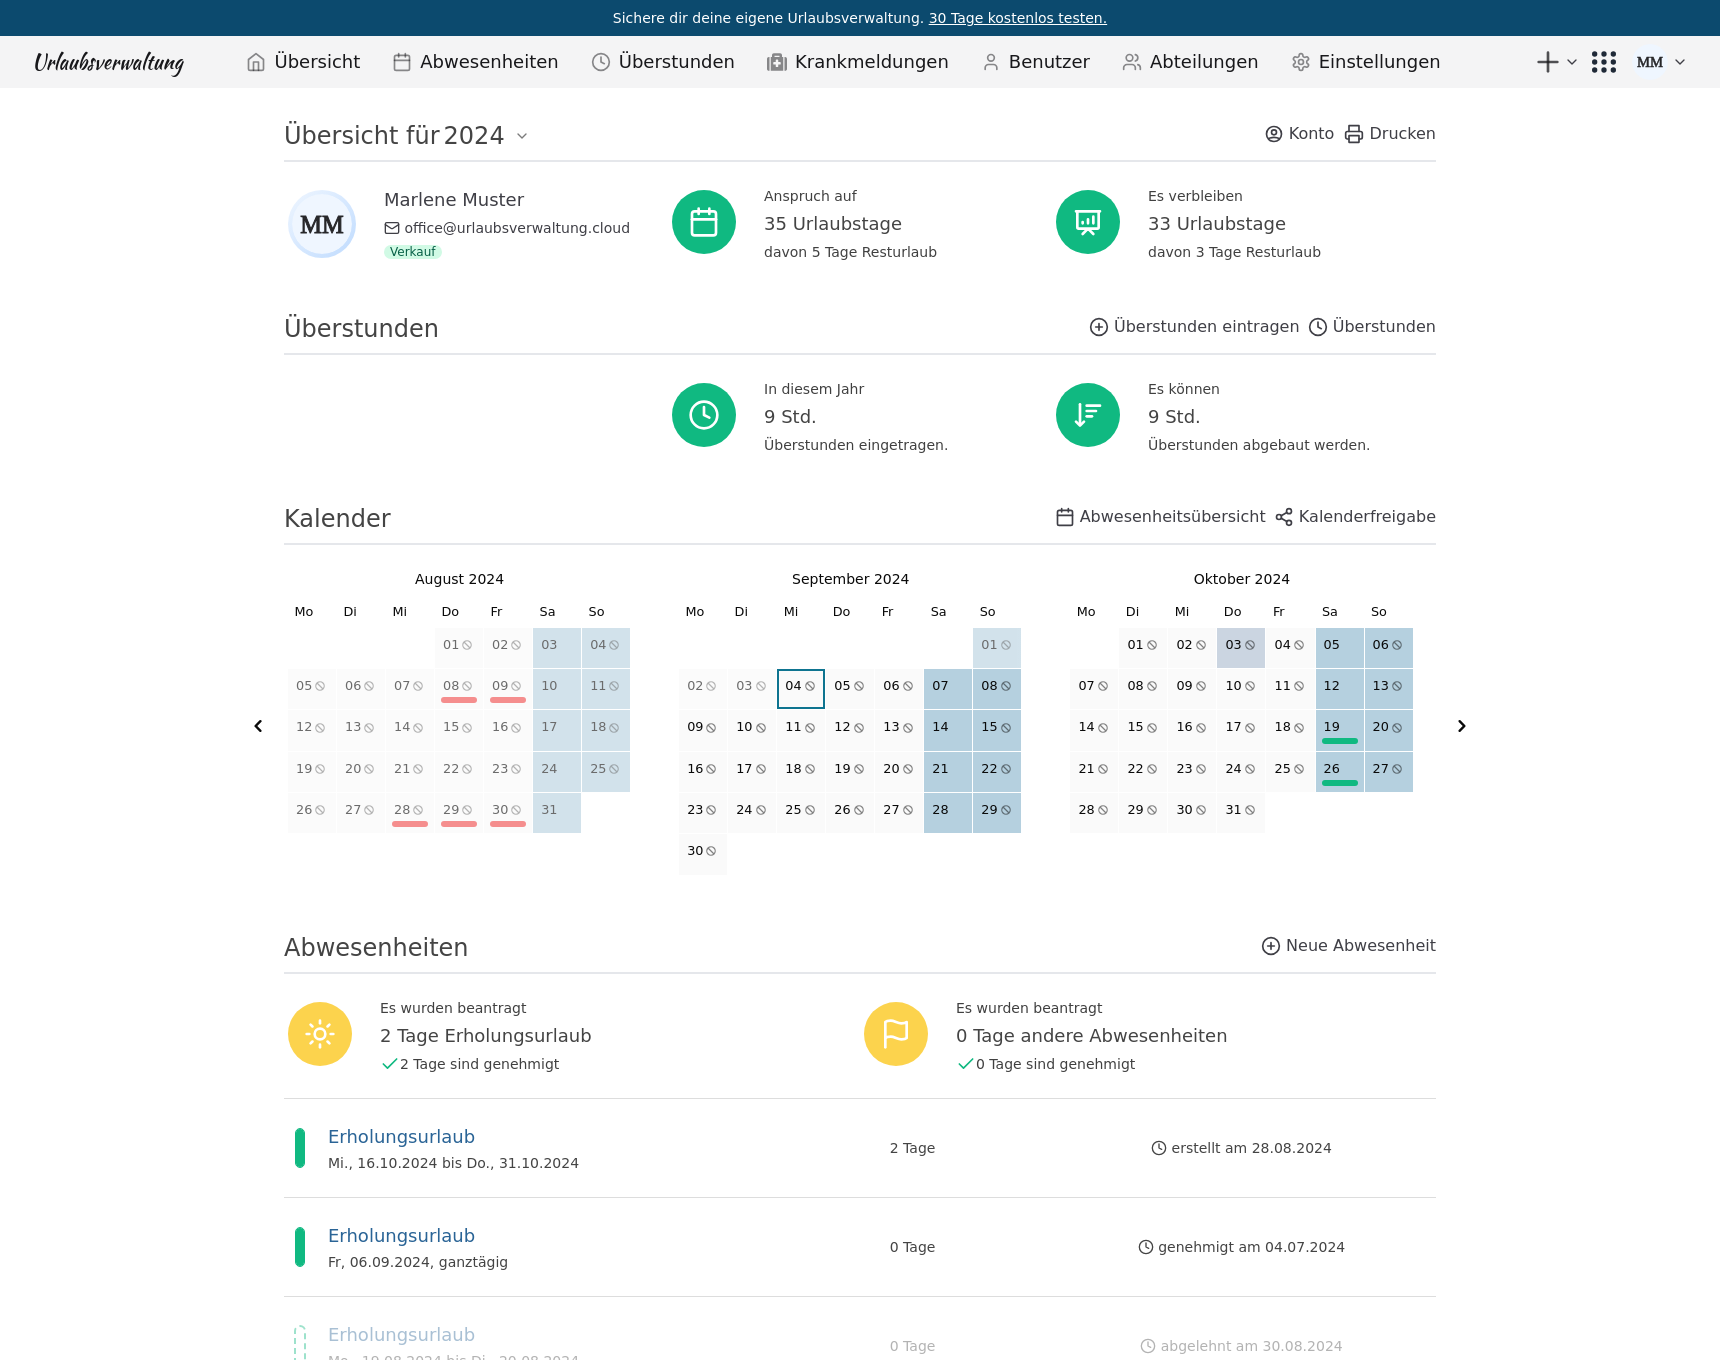 Sichere dir deine eigene Urlaubsverwaltung. 30 Tage kostenlos testen.
Urlaubsverwaltung Übersicht Abwesenheiten Überstunden Krankmeldungen Benutzer Abteilungen Einstellungen MM
Übersicht für 2024 Konto Drucken
MM
Marlene Muster
office@urlaubsverwaltung.cloud
Verkauf
Anspruch auf
35 Urlaubstage
davon 5 Tage Resturlaub
Es verbleiben
33 Urlaubstage
davon 3 Tage Resturlaub
Überstunden Überstunden eintragen Überstunden
In diesem Jahr
9 Std.
Überstunden eingetragen.
Es können
9 Std.
Überstunden abgebaut werden.
Kalender Abwesenheitsübersicht Kalenderfreigabe
August 2024
Mo Di Mi Do Fr Sa So
01 02 03 04
05 06 07 08 09 10 11
12 13 14 15 16 17 18
19 20 21 22 23 24 25
26 27 28 29 30 31
September 2024
Mo Di Mi Do Fr Sa So
01
02 03 04 05 06 07 08
09 10 11 12 13 14 15
16 17 18 19 20 21 22
23 24 25 26 27 28 29
30
Oktober 2024
Mo Di Mi Do Fr Sa So
01 02 03 04 05 06
07 08 09 10 11 12 13
14 15 16 17 18 19 20
21 22 23 24 25 26 27
28 29 30 31
Abwesenheiten Neue Abwesenheit
Es wurden beantragt
2 Tage Erholungsurlaub
2 Tage sind genehmigt
Es wurden beantragt
0 Tage andere Abwesenheiten
0 Tage sind genehmigt
Erholungsurlaub
Mi., 16.10.2024 bis Do., 31.10.2024
2 Tage
erstellt am 28.08.2024
Erholungsurlaub
Fr, 06.09.2024, ganztägig
0 Tage
genehmigt am 04.07.2024
Erholungsurlaub
Mo., 19.08.2024 bis Di., 20.08.2024
0 Tage
abgelehnt am 30.08.2024